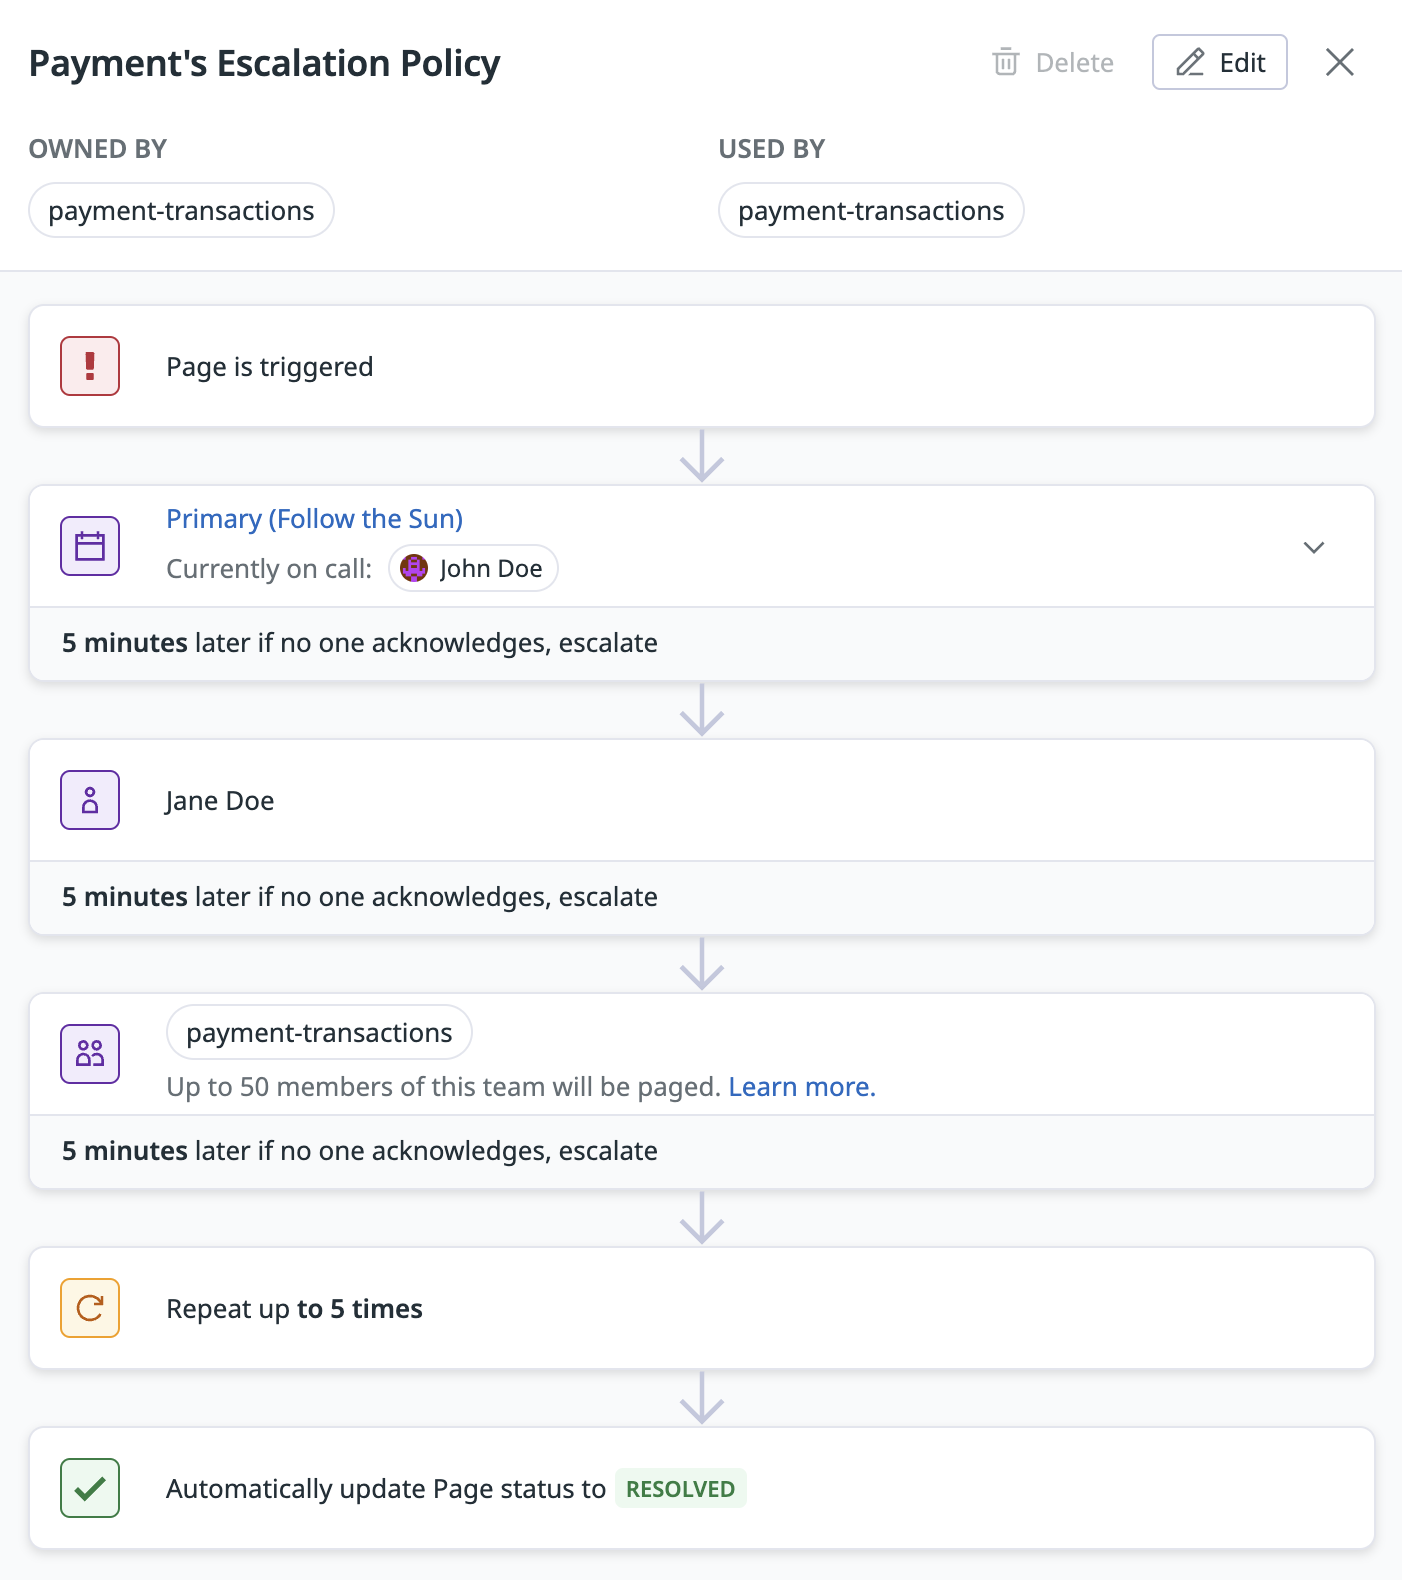 Payment's Escalation Policy
Delete
Edit
OWNED BY
USED BY
payment-transactions
payment-transactions
Page is triggered
Primary (Follow the Sun)
Currently on call: John Doe
5 minutes later if no one acknowledges, escalate
Jane Doe
5 minutes later if no one acknowledges, escalate
payment-transactions
Up to 50 members of this team will be paged. Learn more.
5 minutes later if no one acknowledges, escalate
Repeat up to 5 times
Automatically update Page status to RESOLVED